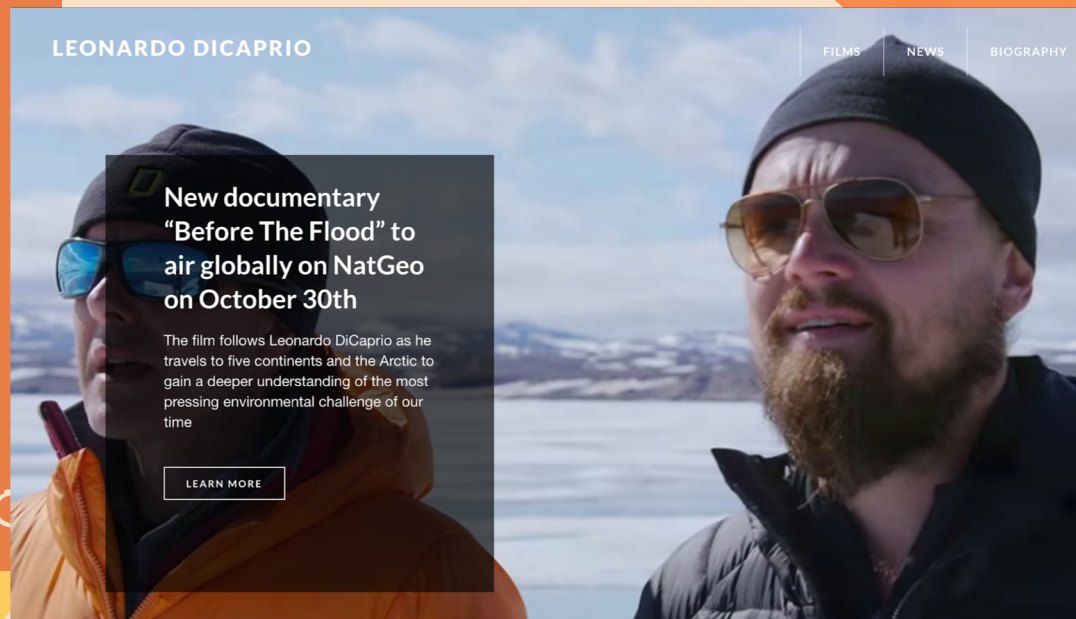 LEONARDO DICAPRIO
FILMS
NEWS
BIOGRAPHY
New documentary
“Before The Flood” to
air globally on NatGeo
on October 30th
The film follows Leonardo DiCaprio as he
travels to five continents and the Arctic to
gain a deeper understanding of the most
pressing environmental challenge of our
time
LEARN MORE